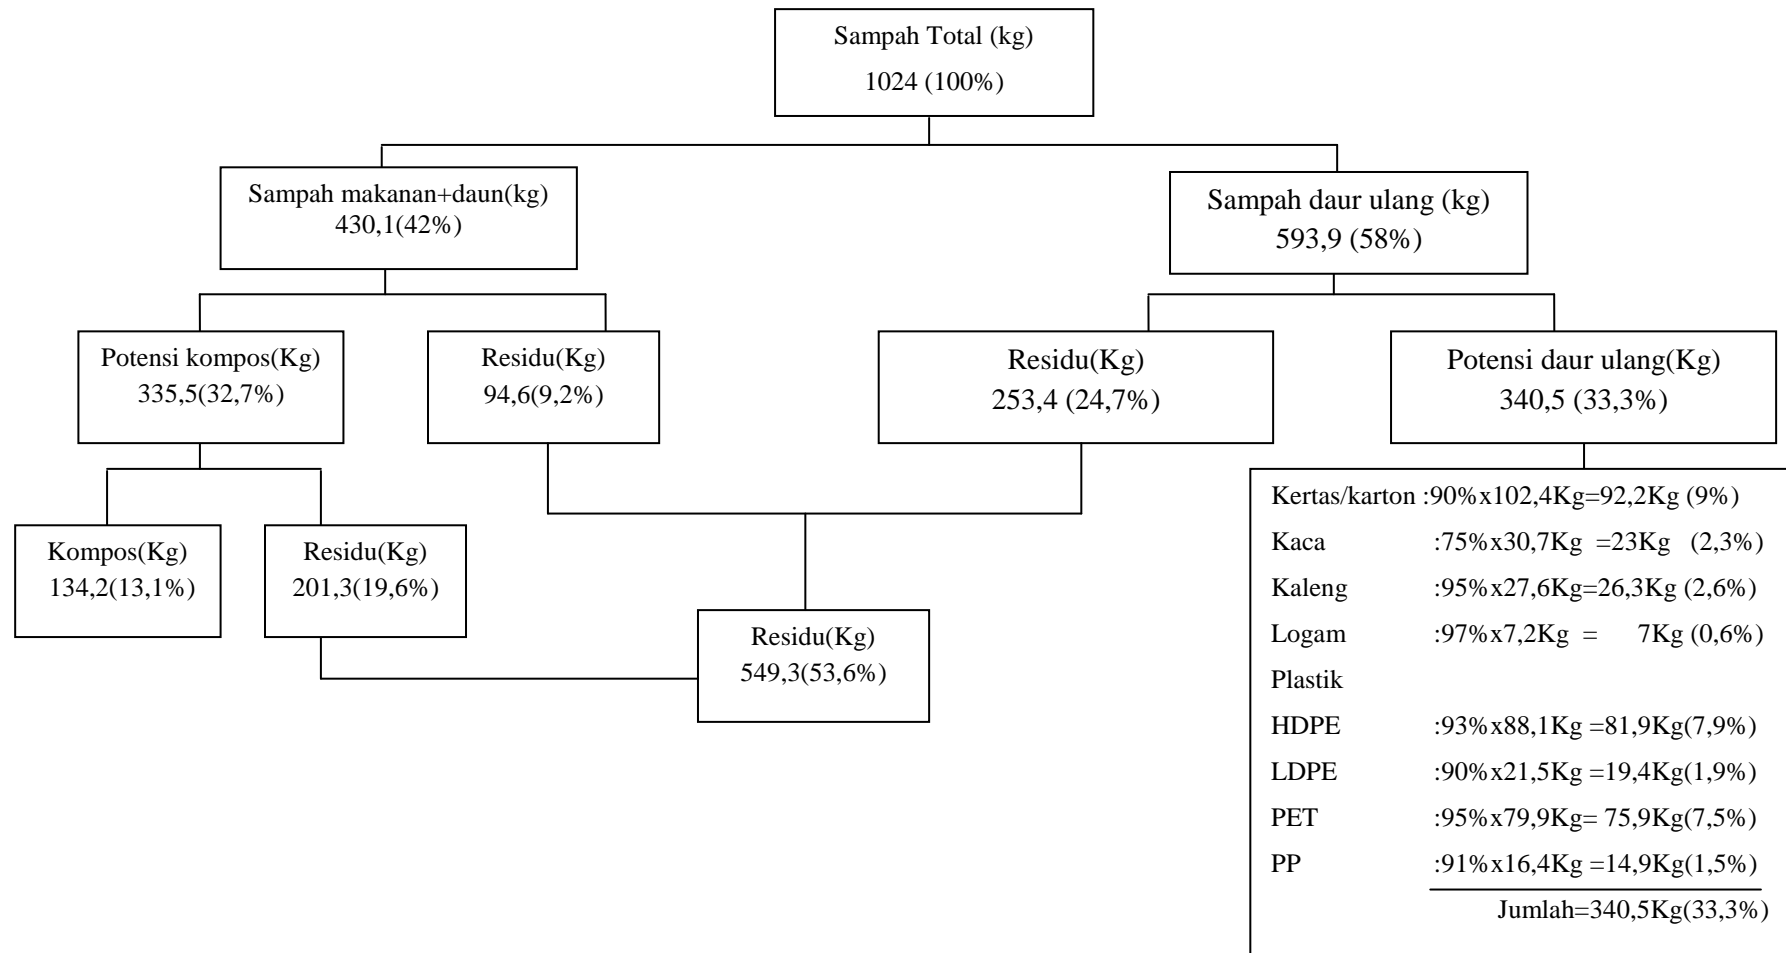 Sampah Total (kg)
1024 (100%)
Sampah makanan+daun(kg)
430,1(42%)
Sampah daur ulang (kg)
593,9 (58%)
Potensi kompos(Kg)
335,5(32,7%)
Residu(Kg)
94,6(9,2%)
Residu(Kg)
253,4 (24,7%)
Potensi daur ulang(Kg)
340,5 (33,3%)
Kompos(Kg)
134,2(13,1%)
Residu(Kg)
201,3(19,6%)
Residu(Kg)
549,3(53,6%)
Kertas/karton :90%x102,4Kg=92,2Kg (9%)
Kaca :75%x30,7Kg =23Kg (2,3%)
Kaleng :95%x27,6Kg=26,3Kg (2,6%)
Logam :97%x7,2Kg = 7Kg (0,6%)
Plastik
HDPE :93%x88,1Kg =81,9Kg(7,9%)
LDPE :90%x21,5Kg =19,4Kg(1,9%)
PET :95%x79,9Kg= 75,9Kg(7,5%)
PP :91%x16,4Kg =14,9Kg(1,5%)
Jumlah=340,5Kg(33,3%)